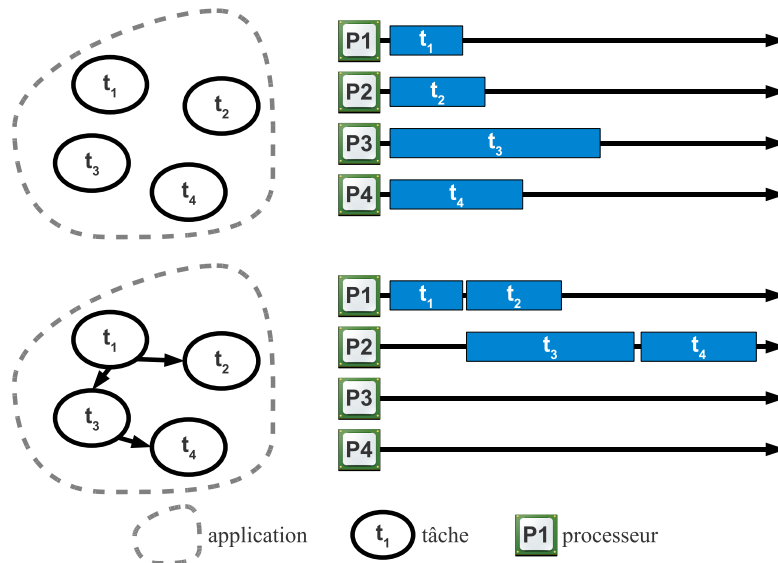 t1
t2
t3
t4
P1 t1
P2 t2
P3 t3
P4 t4
t1
t2
t3
t4
P1 t1 t2
P2 t3 t4
P3
P4
application t1 tâche P1 processeur